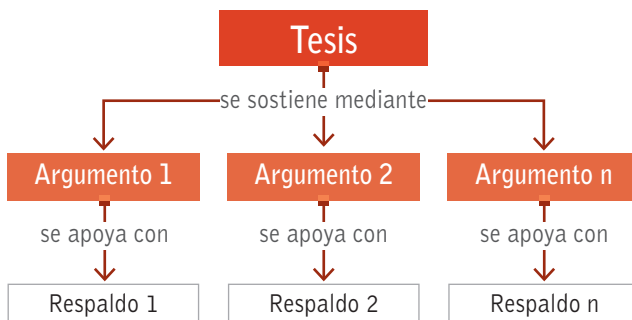 Tesis
se sostiene mediante
Argumento 1
Argumento 2
Argumento n
se apoya con
se apoya con
se apoya con
Respaldo 1
Respaldo 2
Respaldo n